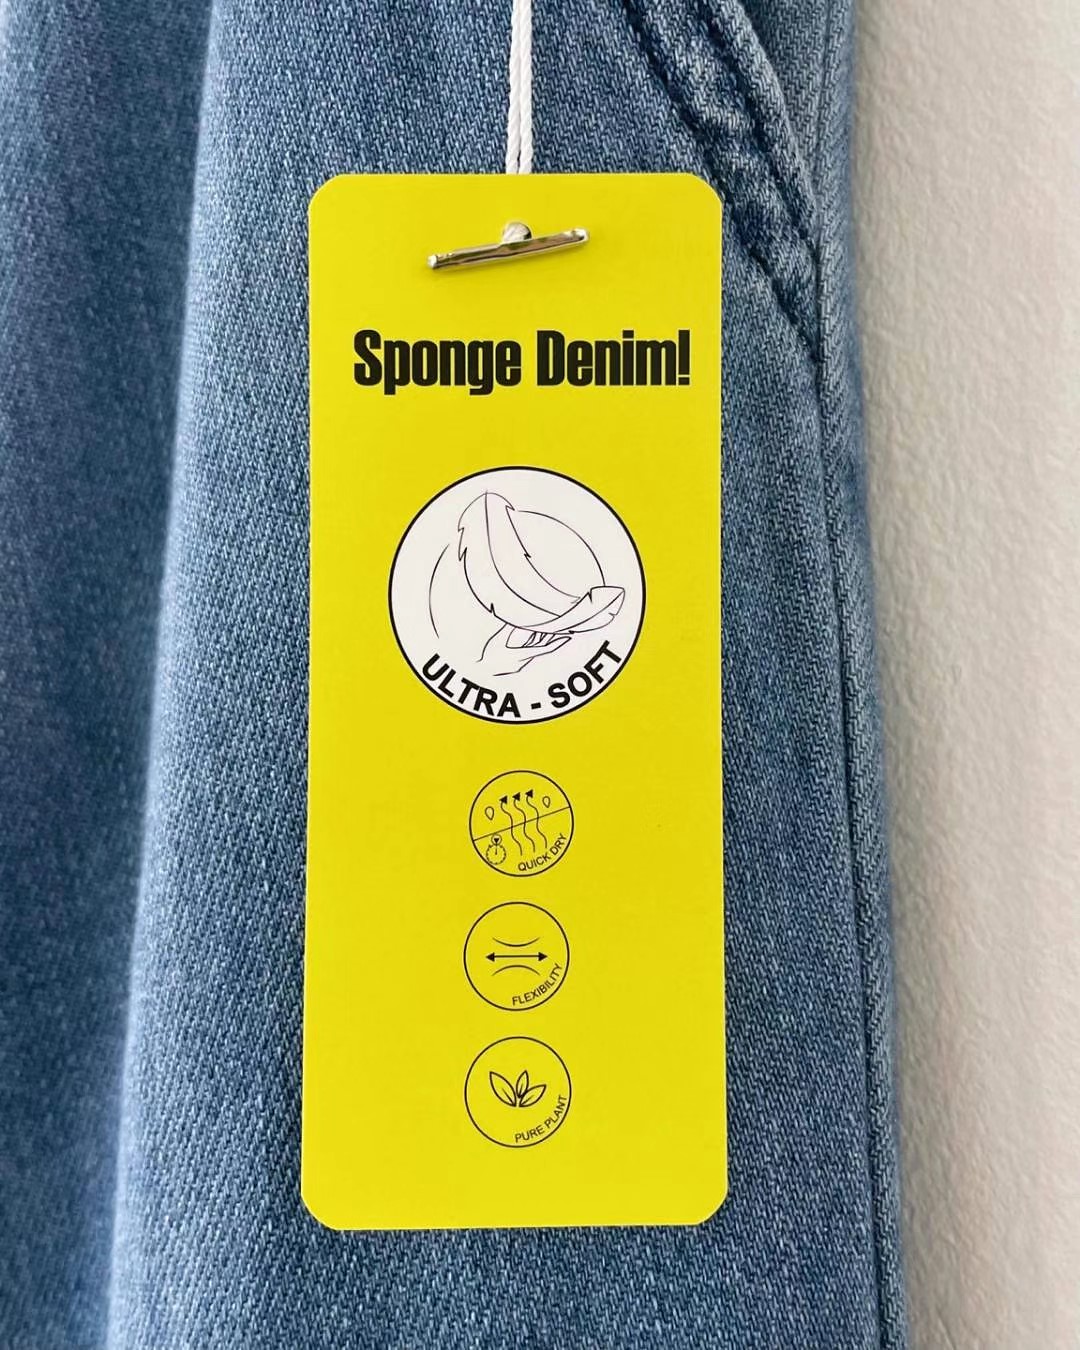 Sponge Denim!
ULTRA - SOFT
QUICK DRY
FLEXIBILITY
PURE PLANT